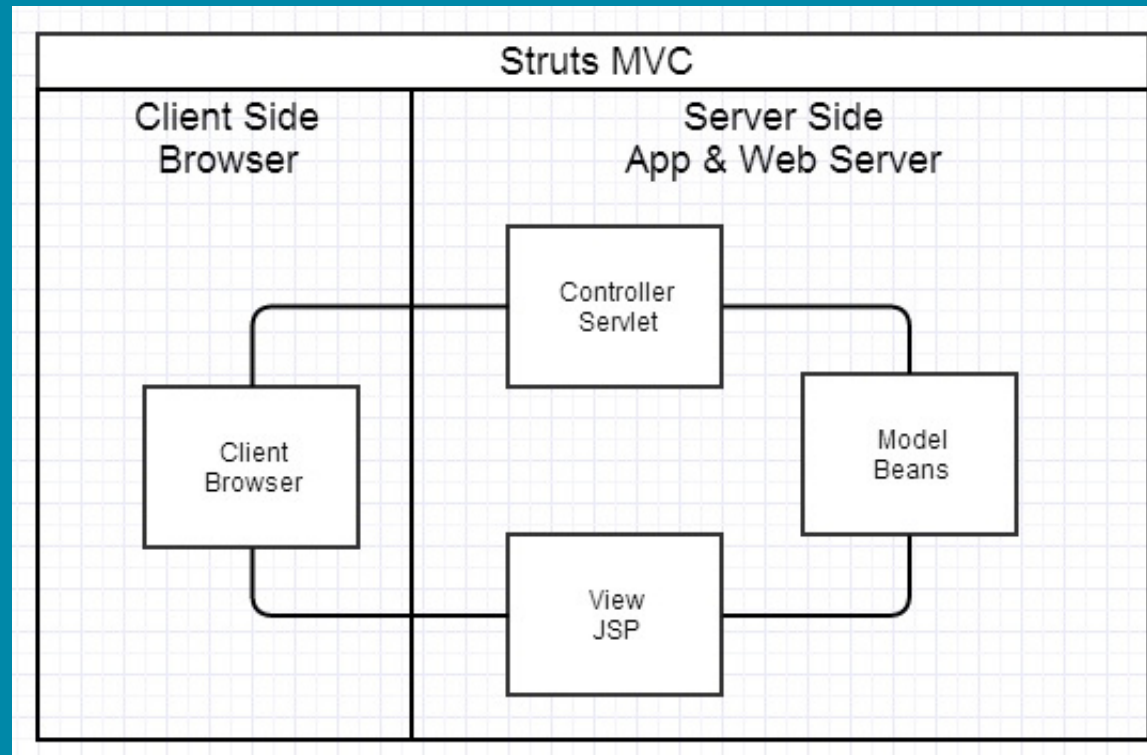 Struts MVC
Client Side
Browser
Server Side
App & Web Server
Controller
Servlet
Client
Browser
Model
Beans
View
JSP